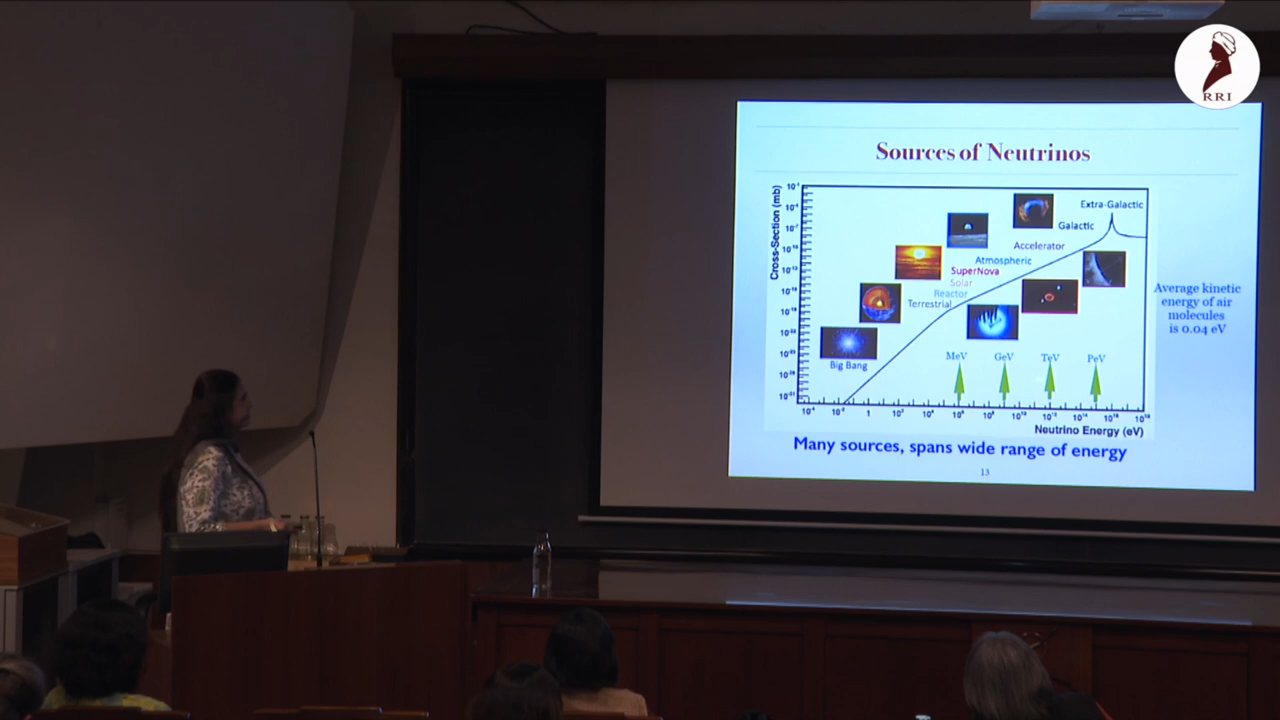 RRI
Sources of Neutrinos
Cross-Section (mb)
Extra-Galactic
Galactic
Accelerator
Atmospheric
SuperNova
Solar
Reactor
Terrestrial
Big Bang
Average kinetic
energy of air
molecules
is 0.04 eV
MeV GeV TeV PeV
1
Neutrino Energy (eV)
Many sources, spans wide range of energy
13